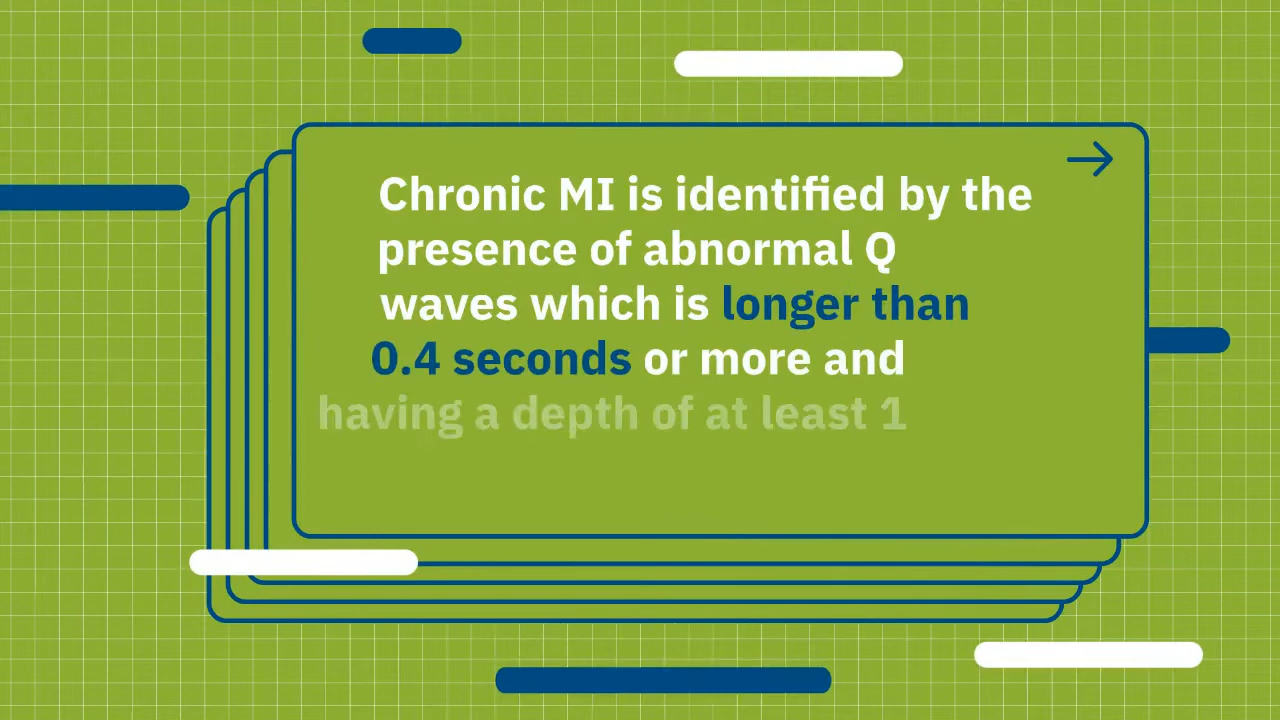 Chronic MI is identified by the
presence of abnormal Q
waves which is longer than
0.4 seconds or more and
having a depth of at least 1